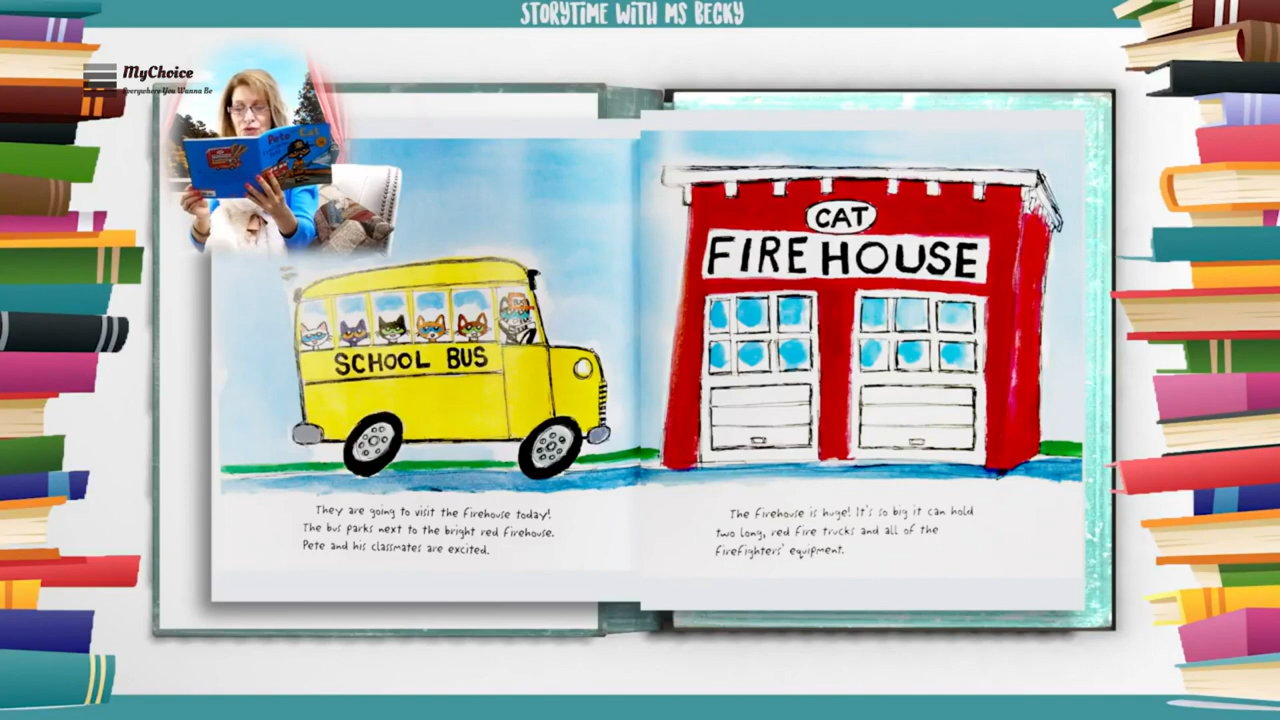 STORYTIME WITH MS BECKY
MyChoice
Everywhere You Wanna Be
Pete Cat
CAT
FIRE HOUSE
SCHOOL BUS
They are going to visit the firehouse today!
The bus parks next to the bright red firehouse.
Pete and his classmates are excited.
The firehouse is huge! It's so big it can hold
two long, red fire trucks and all of the
firefighters' equipment.